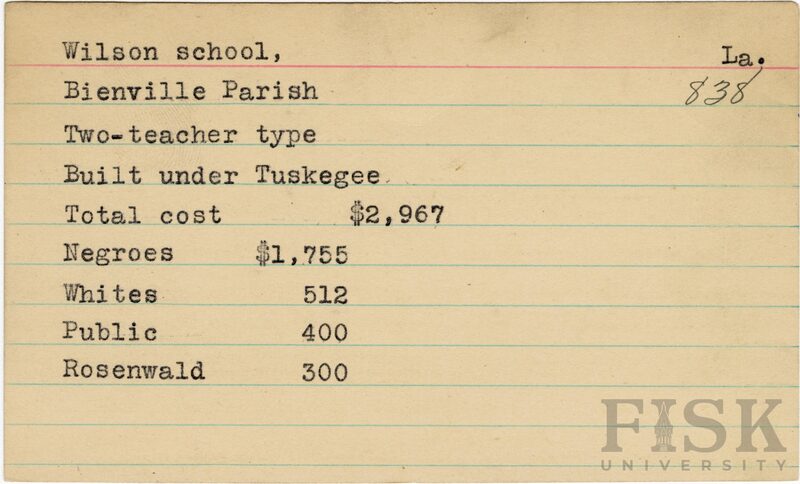 Wilson school, La.
Bienville Parish 838
Two-teacher type
Built under Tuskegee
Total cost $2,967
Negroes $1,755
Whites 512
Public 400
Rosenwald 300
FISK
UNIVERSITY